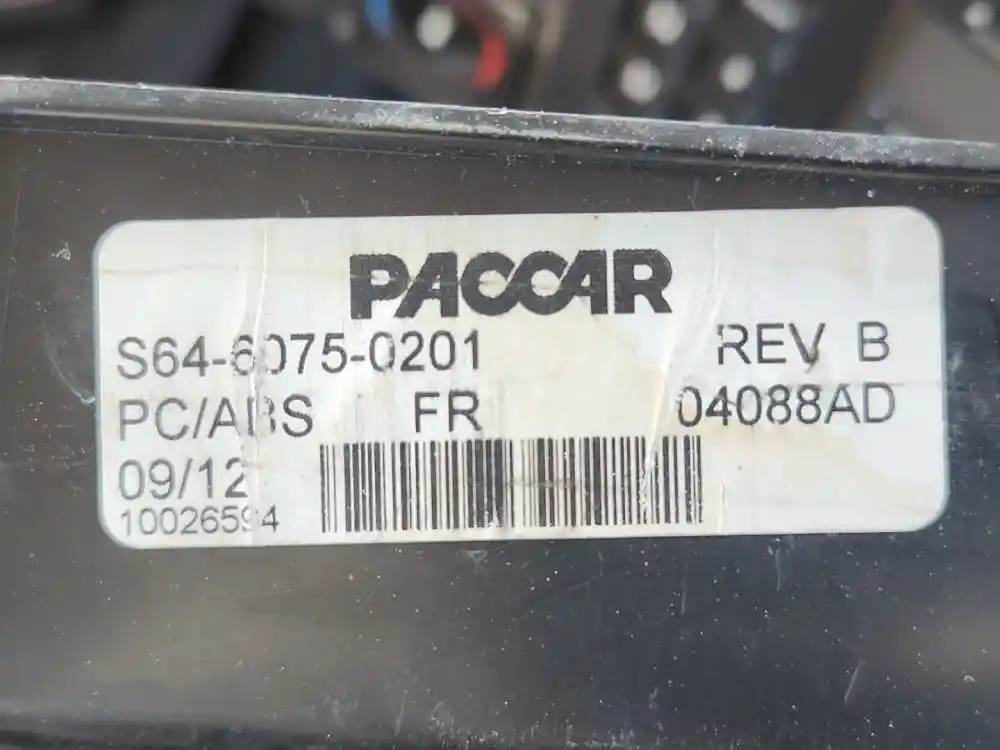 PACCAR
S64-6075-0201 REV B
PC/ABS FR 04088AD
09/12
10026594